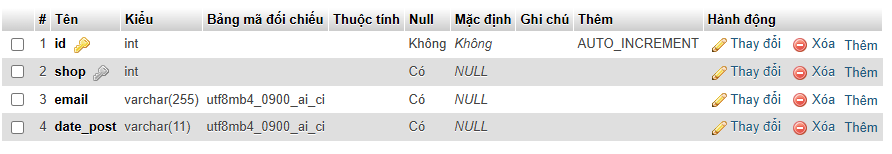 # Tên Kiểu Bảng mã đối chiếu Thuộc tính Null Mặc định Ghi chú Thêm Hành động
1 id int Không Không AUTO_INCREMENT Thay đổi Xóa Thêm
2 shop int Có NULL Thay đổi Xóa Thêm
3 email varchar(255) utf8mb4_0900_ai_ci Có NULL Thay đổi Xóa Thêm
4 date_post varchar(11) utf8mb4_0900_ai_ci Có NULL Thay đổi Xóa Thêm